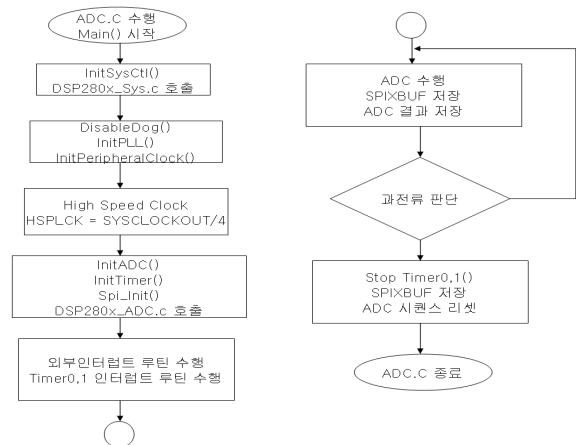 ADC.C 수행
Main() 시작
InitSysCtl()
DSP280x_Sys.c 호출
DisableDog()
InitPLL()
InitPeripheralClock()
High Speed Clock
HSPLCK = SYSCLOCKOUT/4
InitADC()
InitTimer()
Spi_Init()
DSP280x_ADC.c 호출
외부인터럽트 루틴 수행
Timer0,1 인터럽트 루틴 수행
ADC 수행
SPIXBUF 저장
ADC 결과 저장
과전류 판단
Stop Timer0,1()
SPIXBUF 저장
ADC 시퀀스 리셋
ADC.C 종료